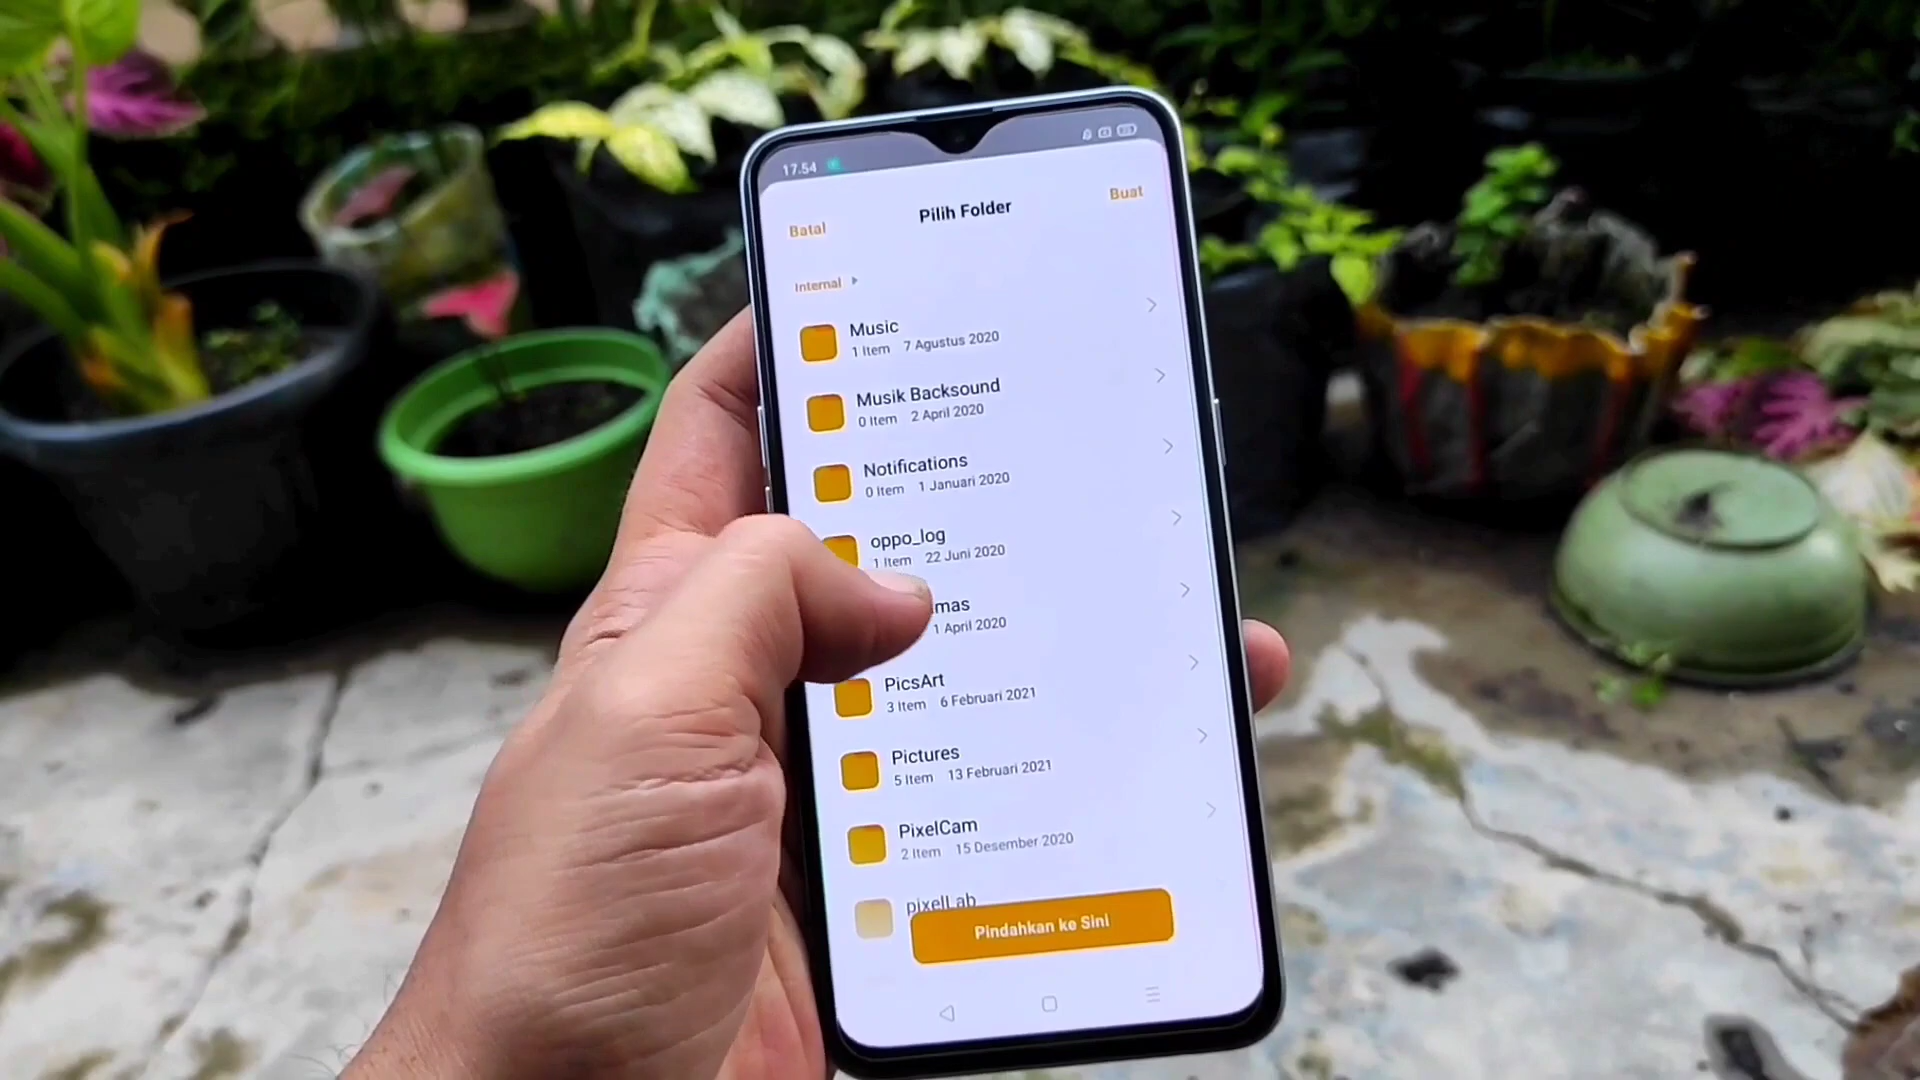 17.54
Batal
Pilih Folder
Buat
Internal
Music
1 Item 7 Agustus 2020
Musik Backsound
0 Item 2 April 2020
Notifications
0 Item 1 Januari 2020
oppo_log
1 Item 22 Juni 2020
1 April 2020
PicsArt
3 Item 6 Februari 2021
Pictures
5 Item 13 Februari 2021
PixelCam
2 Item 15 Desember 2020
pixelLab
Pindahkan ke Sini